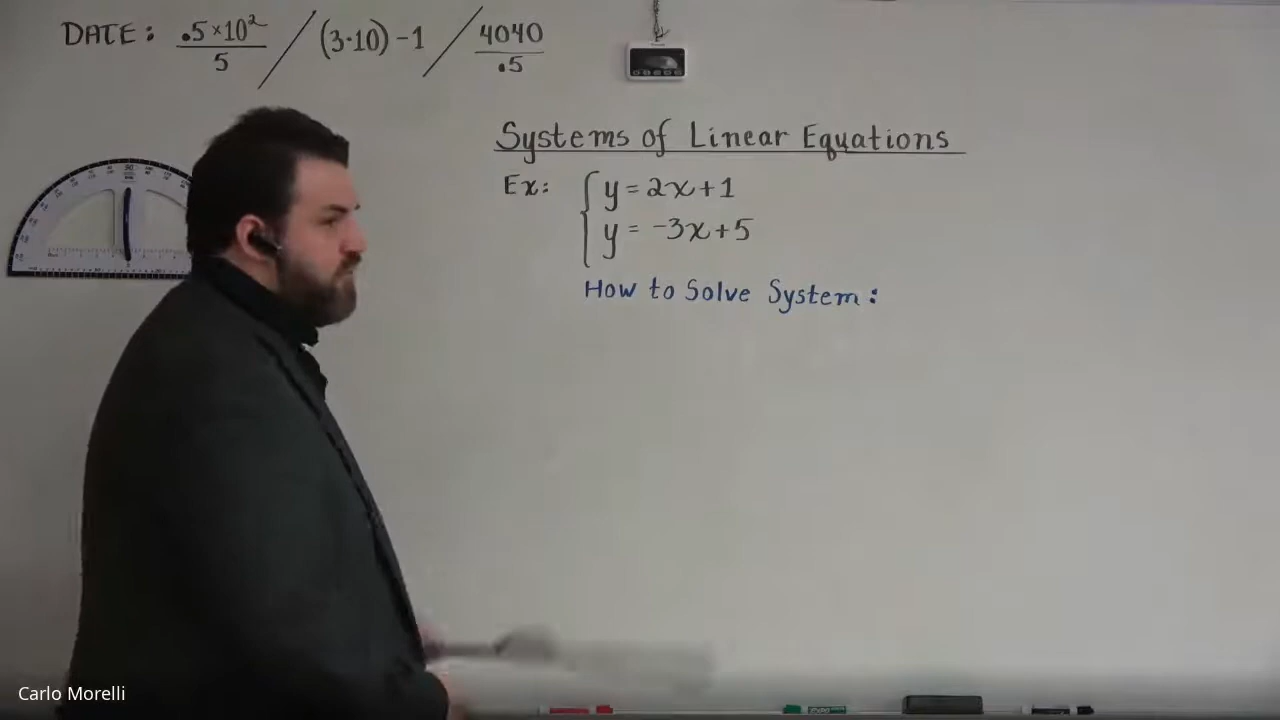 DATE: .5×10² / 5 / (3·10)-1 / 4040 / .5
Systems of Linear Equations
Ex: { y = 2x+1
y = -3x+5
How to Solve System:
Carlo Morelli